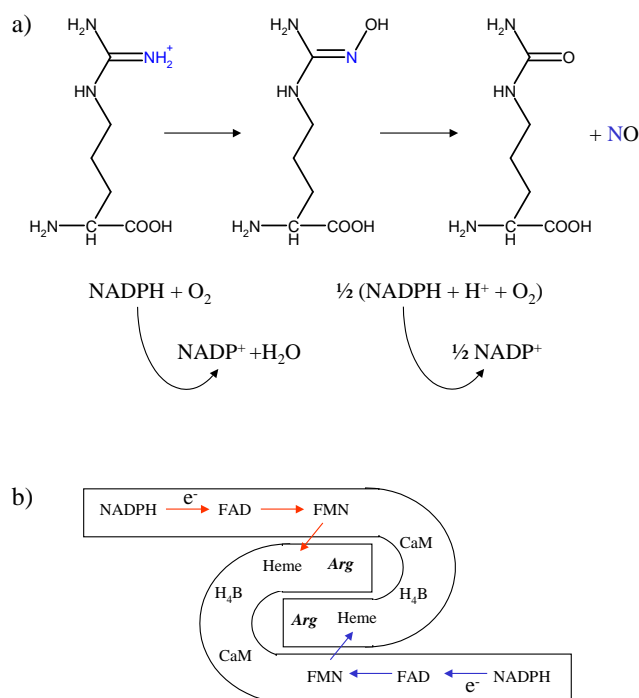 a)
H₂N NH₂⁺ H₂N OH H₂N O
HN HN N HN
+ NO
H₂N C COOH H₂N C COOH H₂N C COOH
H H H
NADPH + O₂ ½ (NADPH + H⁺ + O₂)
NADP⁺ +H₂O ½ NADP⁺
b)
NADPH e⁻ FAD FMN
CaM
Heme Arg
H₄B H₄B
Arg Heme
CaM
FMN FAD e⁻ NADPH